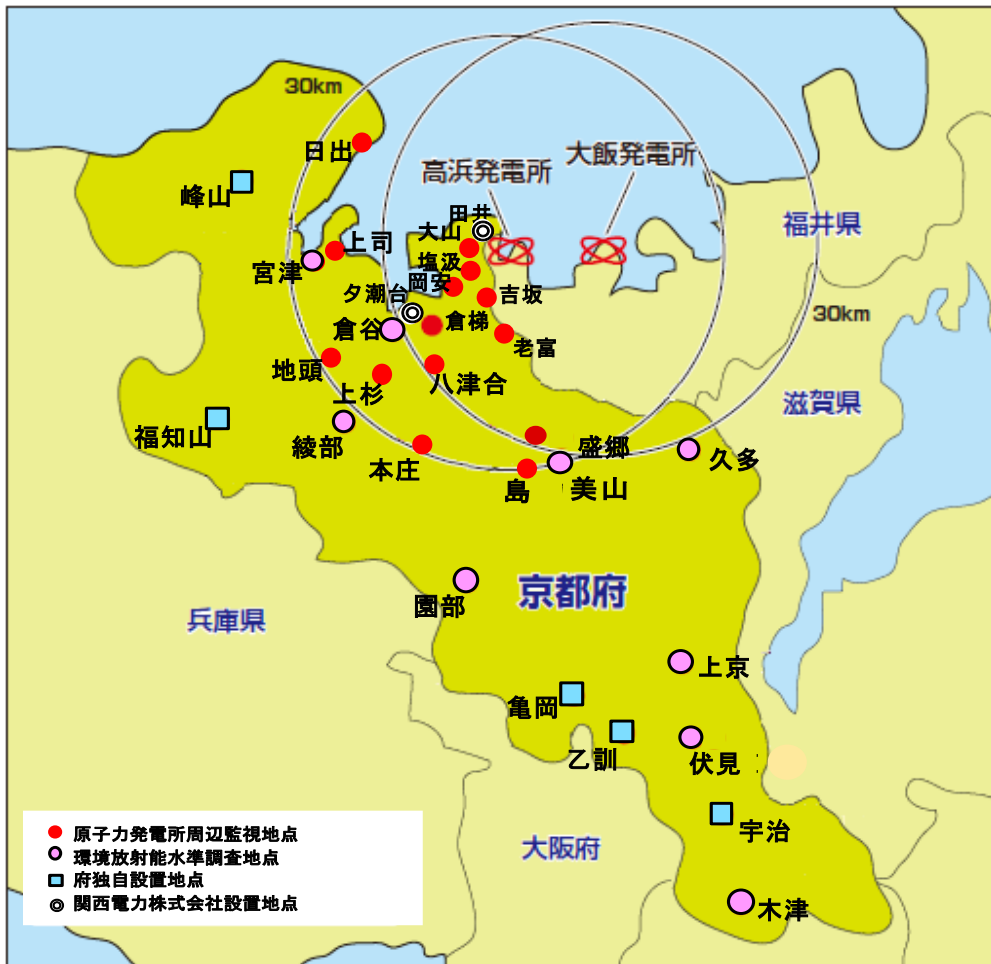 30km
日出
高浜発電所
大飯発電所
峰山
田井
大山
福井県
上司
塩汲
宮津
岡安
夕潮台
吉坂
30km
倉谷
倉梯
老富
地頭
上杉
八津合
滋賀県
福知山
綾部
本庄
盛郷
久多
島
美山
園部
京都府
兵庫県
上京
亀岡
乙訓
伏見
宇治
大阪府
木津
原子力発電所周辺監視地点
環境放射能水準調査地点
府独自設置地点
関西電力株式会社設置地点